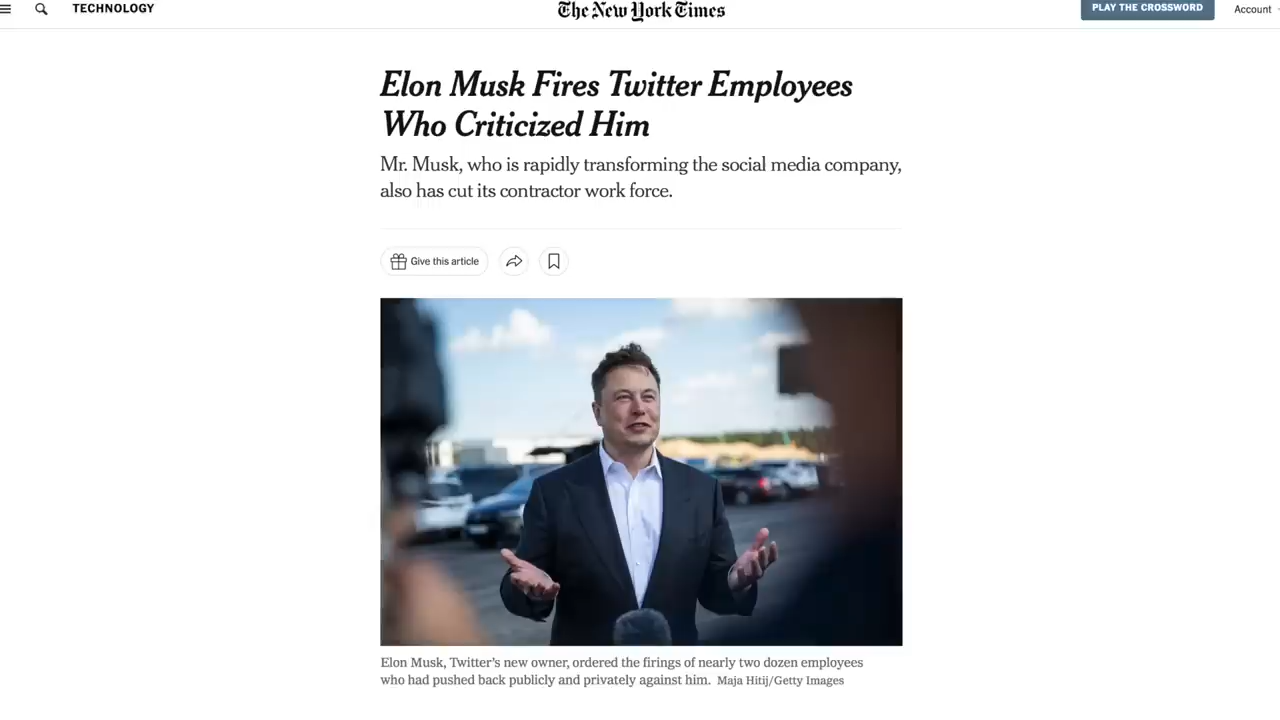 TECHNOLOGY
The New York Times
PLAY THE CROSSWORD
Account
Elon Musk Fires Twitter Employees
Who Criticized Him
Mr. Musk, who is rapidly transforming the social media company,
also has cut its contractor work force.
Give this article
Elon Musk, Twitter’s new owner, ordered the firings of nearly two dozen employees
who had pushed back publicly and privately against him. Maja Hitij/Getty Images